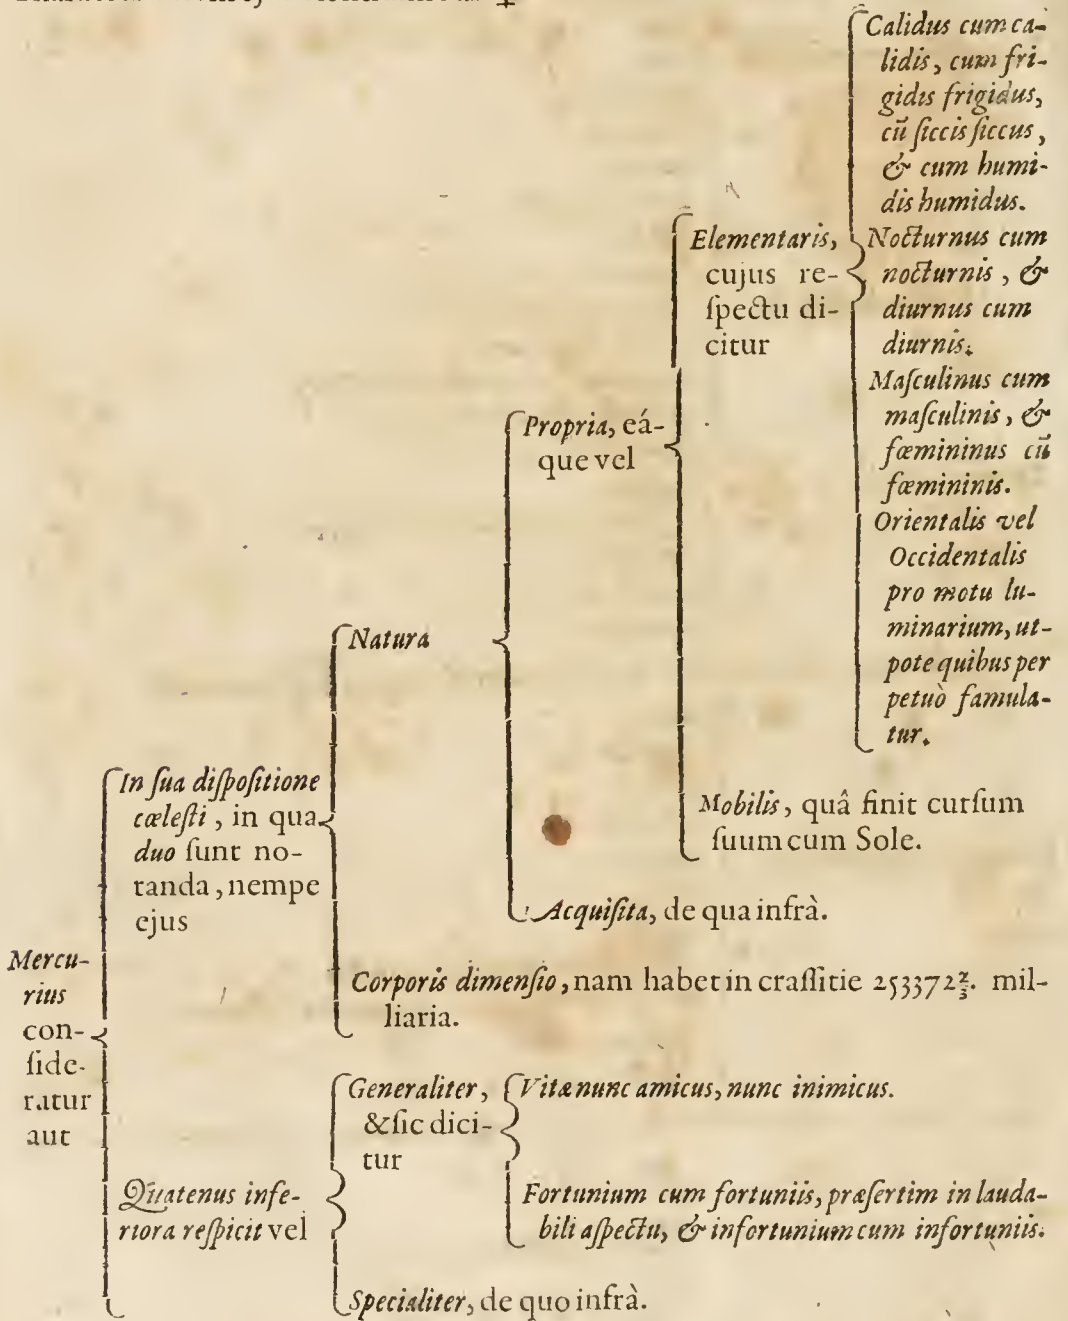 Calidus cum ca-
lidis, cum fri-
gidis frigidus,
cū ſiccis ſiccus,
& cum humi-
dis humidus.
Elementaris,
cujus re-
ſpectu di-
citur
Nocturnus cum
nocturnis, &
diurnus cum
diurnis.
Maſculinus cum
maſculinis, &
fœmininus cū
fœmininis.
Orientalis vel
Occidentalis
pro motu lu-
minarium, ut-
pote quibus per
petuò famula-
tur.
Propria, eá-
que vel
Natura
Mobilis, quâ finit curſum
ſuum cum Sole.
Acquiſita, de qua infrà.
In ſua diſpoſitione
cœleſti, in qua
duo ſunt no-
tanda, nempe
ejus
Corporis dimenſio, nam habet in craſſitie 253372⅔. mil-
liaria.
Mercu-
rius
con-
ſide-
ratur
aut
Generaliter,
& ſic dici-
tur
Vitæ nunc amicus, nunc inimicus.
Fortunium cum fortuniis, præſertim in lauda-
bili aſpectu, & infortunium cum infortuniis.
Quatenus infe-
riora reſpicit vel
Specialiter, de quo infrà.